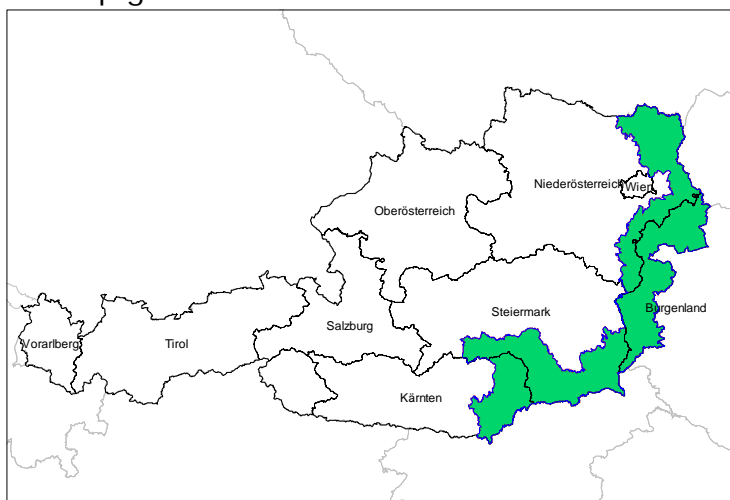 Niederösterreich
Wien
Oberösterreich
Steiermark
Burgenland
Salzburg
Vorarlberg
Tirol
Kärnten